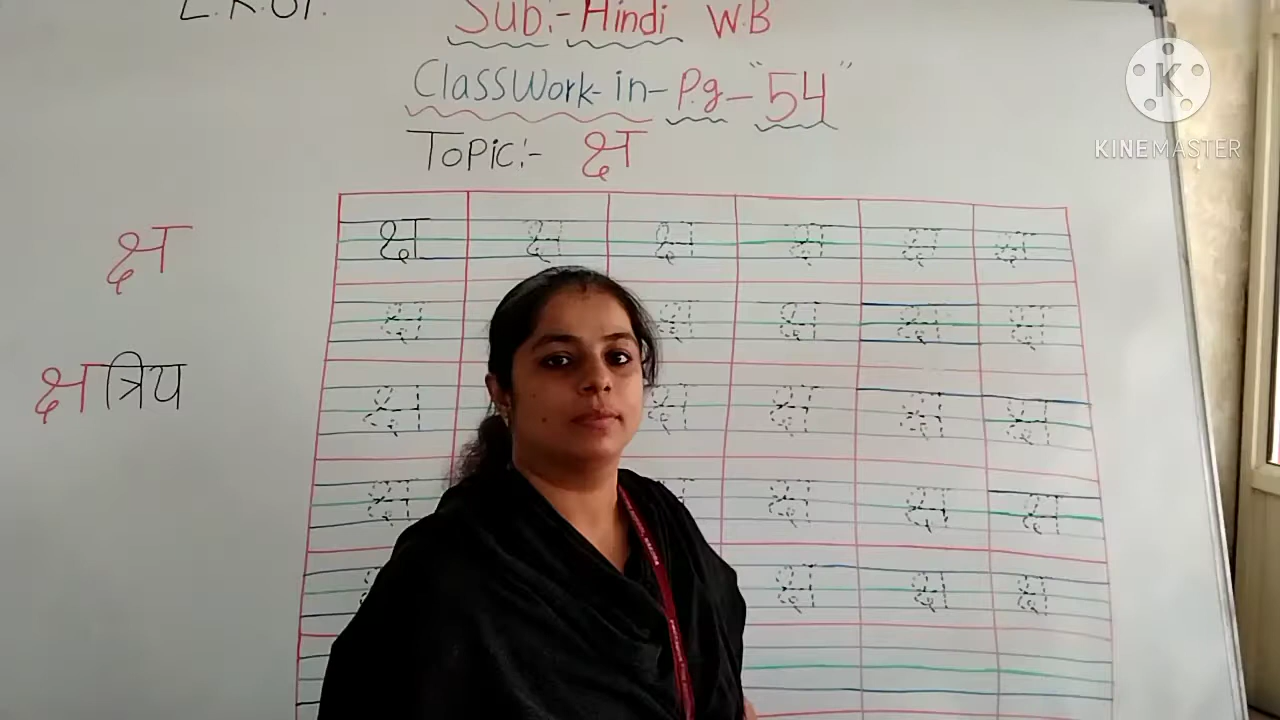 Sub:- Hindi W.B
ClassWork- in- Pg- "54"
Topic:- क्ष
K
KINEMASTER
क्ष
क्षत्रिय
क्ष क्ष क्ष क्ष क्ष क्ष
क्ष क्ष क्ष क्ष क्ष
क्ष क्ष क्ष क्ष क्ष
क्ष क्ष क्ष क्ष
क्ष क्ष क्ष